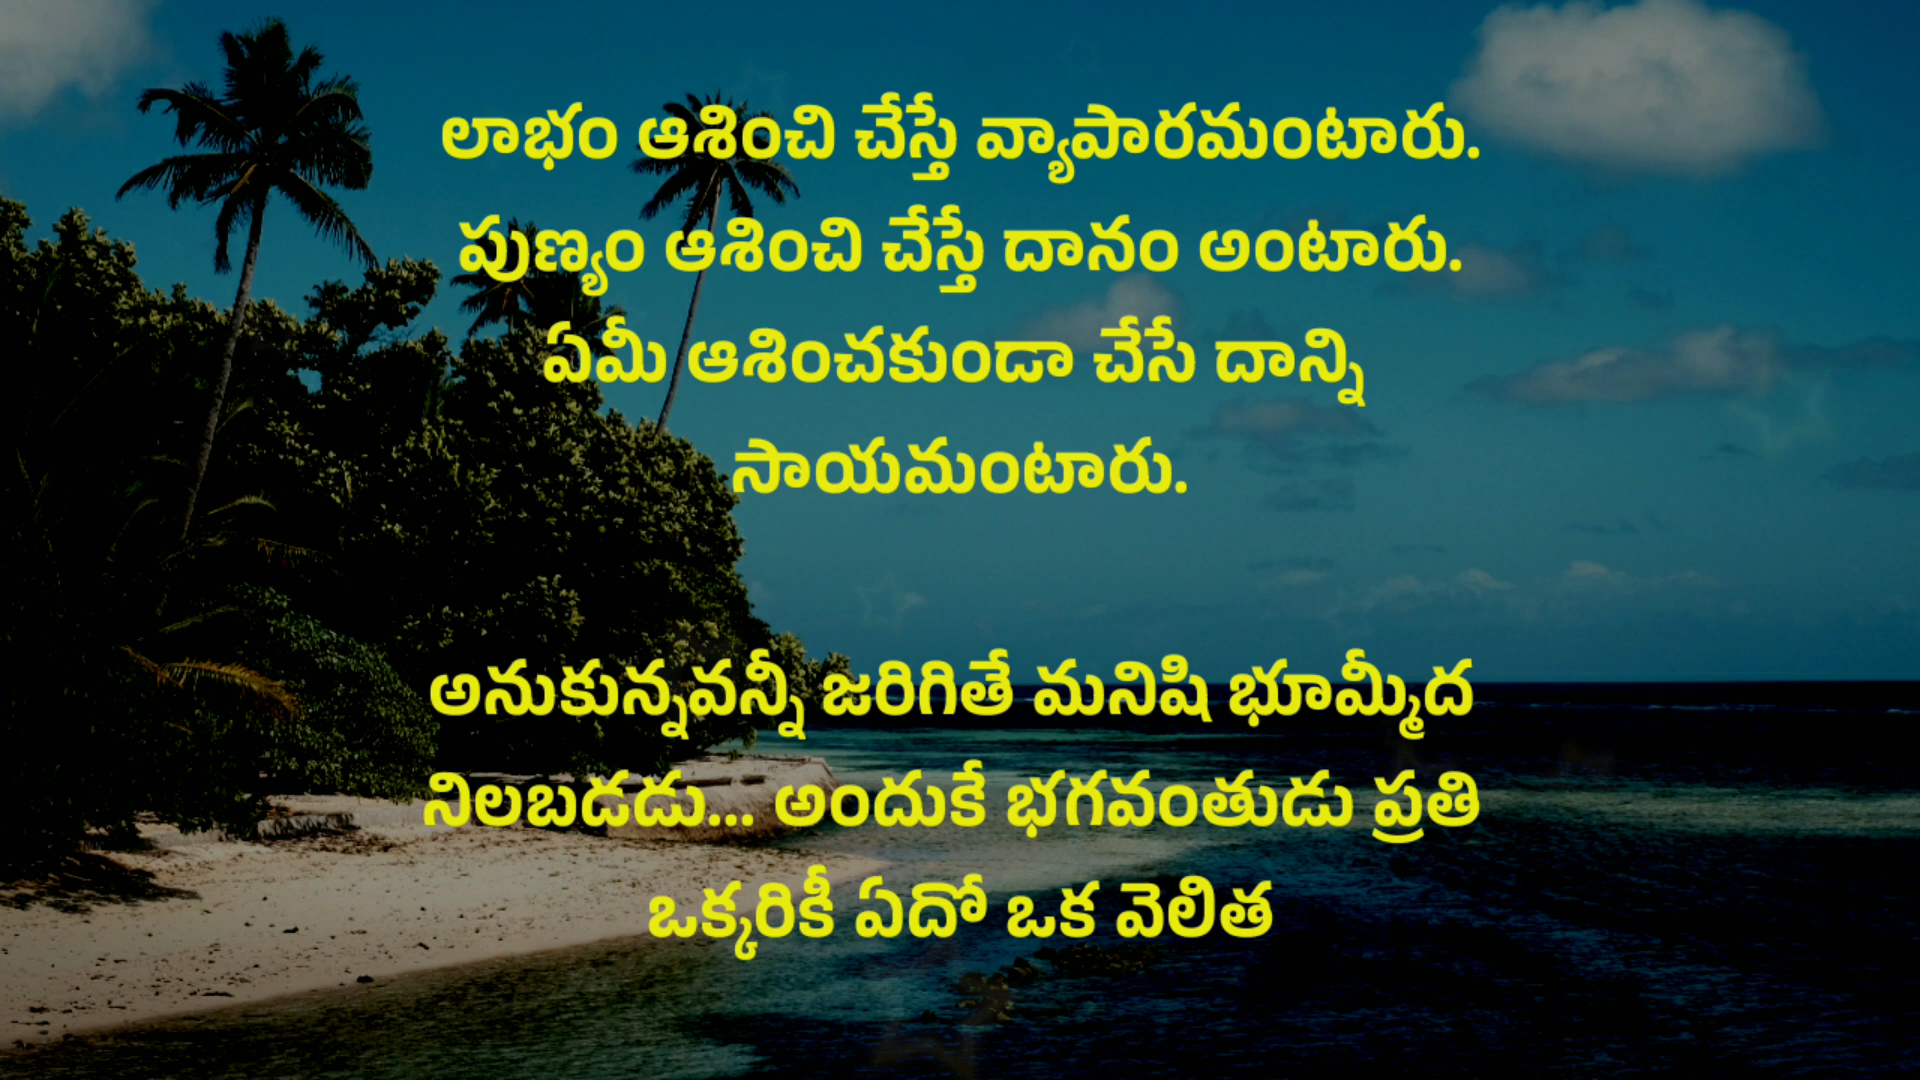 లాభం ఆశించి చేస్తే వ్యాపారమంటారు.
పుణ్యం ఆశించి చేస్తే దానం అంటారు.
ఏమీ ఆశించకుండా చేసే దాన్ని
సాయమంటారు.
అనుకున్నవన్నీ జరిగితే మనిషి భూమ్మీద
నిలబడడు... అందుకే భగవంతుడు ప్రతి
ఒక్కరికీ ఏదో ఒక వెలిత